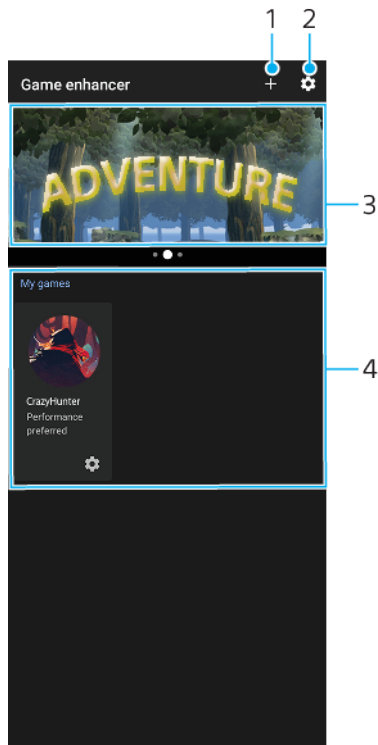 1 2
Game enhancer
ADVENTURE
3
My games
4
CrazyHunter
Performance
preferred